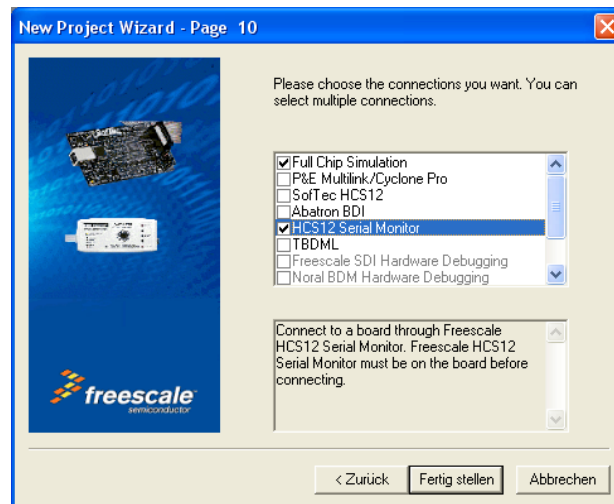 New Project Wizard - Page 10
Please choose the connections you want. You can
select multiple connections.
Full Chip Simulation
P&E Multilink/Cyclone Pro
SofTec HCS12
Abatron BDI
HCS12 Serial Monitor
TBDML
Freescale SDI Hardware Debugging
Noral BDM Hardware Debugging
Connect to a board through Freescale
HCS12 Serial Monitor. Freescale HCS12
Serial Monitor must be on the board before
connecting.
freescale
semiconductor
< Zurück
Fertig stellen
Abbrechen